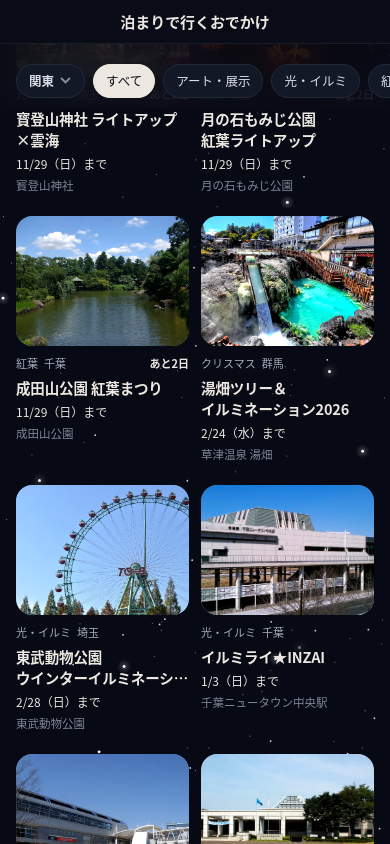 泊まりで行くおでかけ
関東
すべて
アート・展示
光・イルミ
紅
寳登山神社 ライトアップ
×雲海
11/29（日）まで
寳登山神社
月の石もみじ公園
紅葉ライトアップ
11/29（日）まで
月の石もみじ公園
紅葉 千葉
あと2日
成田山公園 紅葉まつり
11/29（日）まで
成田山公園
クリスマス 群馬
湯畑ツリー＆
イルミネーション2026
2/24（水）まで
草津温泉 湯畑
光・イルミ 埼玉
東武動物公園
ウインターイルミネーシ…
2/28（日）まで
東武動物公園
光・イルミ 千葉
イルミライ★INZAI
1/3（日）まで
千葉ニュータウン中央駅